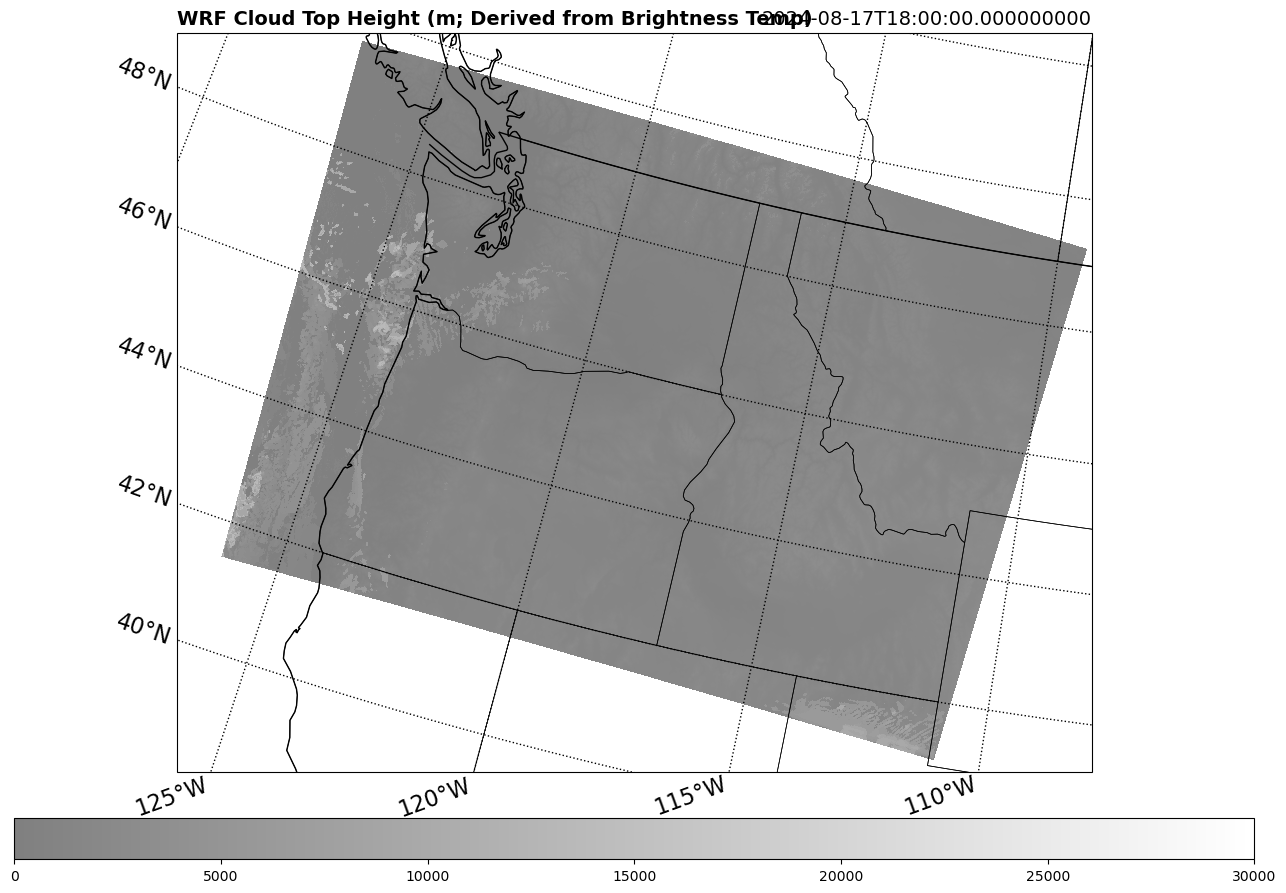 WRF Cloud Top Height (m; Derived from Brightness Temp)
2024-08-17T18:00:00.000000000
48°N
46°N
44°N
42°N
40°N
125°W 120°W 115°W 110°W
0 5000 10000 15000 20000 25000 30000